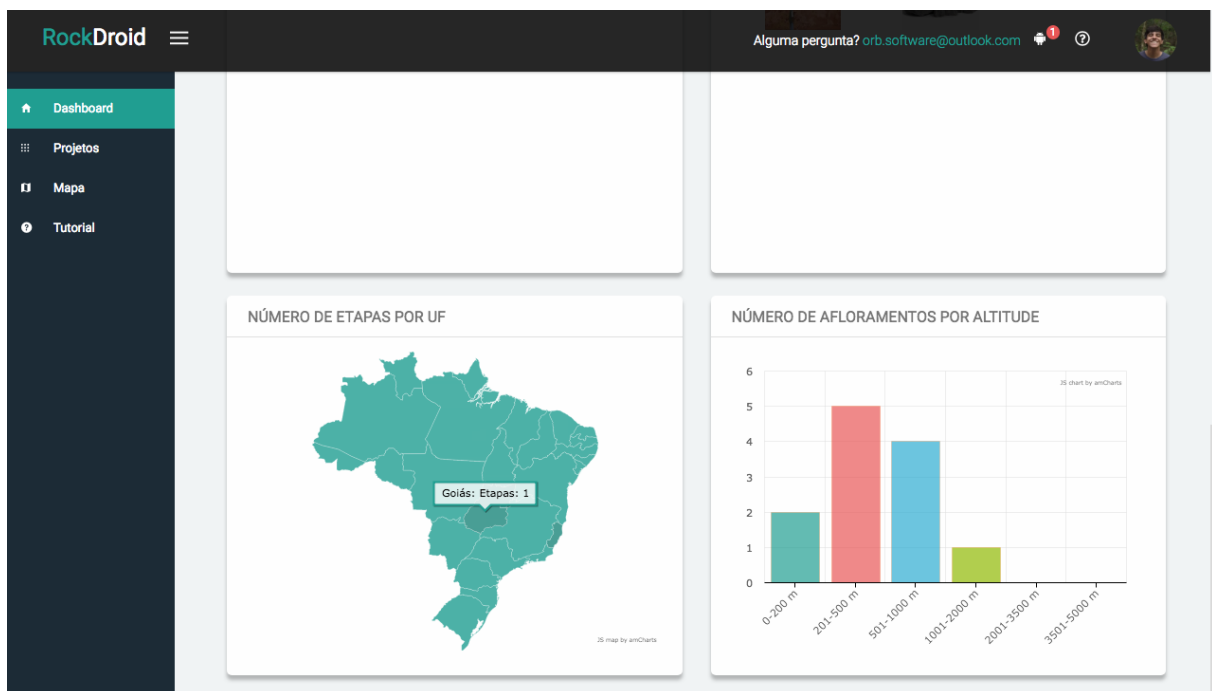 RockDroid
Alguma pergunta? orb.software@outlook.com 1
Dashboard
Projetos
Mapa
Tutorial
NÚMERO DE ETAPAS POR UF
Goiás: Etapas: 1
JS map by amCharts
NÚMERO DE AFLORAMENTOS POR ALTITUDE
JS chart by amCharts
6
5
4
3
2
1
0
0-200 m
201-500 m
501-1000 m
1001-2000 m
2001-3500 m
3501-5000 m